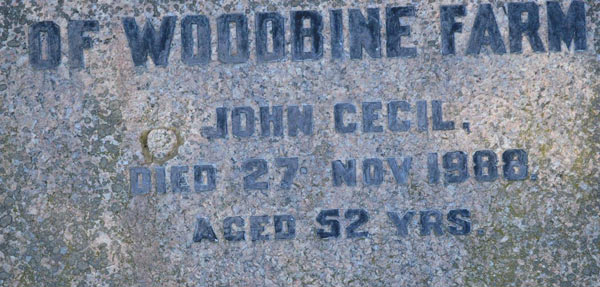 OF WOODBINE FARM
JOHN CECIL,
DIED 27 NOV 1988.
AGED 52 YRS.